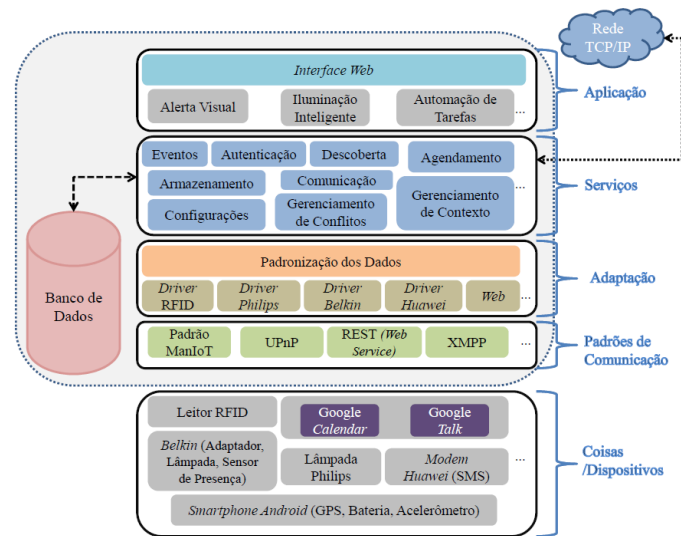 Rede
TCP/IP
Interface Web
Alerta Visual
Iluminação
Inteligente
Automação de
Tarefas
...
Aplicação
Eventos
Autenticação
Descoberta
Agendamento
Armazenamento
Comunicação
Configurações
Gerenciamento
de Conflitos
Gerenciamento
de Contexto
...
Serviços
Banco de
Dados
Padronização dos Dados
Driver
RFID
Driver
Philips
Driver
Belkin
Driver
Huawei
Web
...
Adaptação
Padrão
ManIoT
UPnP
REST (Web
Service)
XMPP
...
Padrões de
Comunicação
Leitor RFID
Google
Calendar
Google
Talk
Belkin (Adaptador,
Lâmpada, Sensor
de Presença)
Lâmpada
Philips
Modem
Huawei (SMS)
...
Smartphone Android (GPS, Bateria, Acelerômetro)
Coisas
/Dispositivos